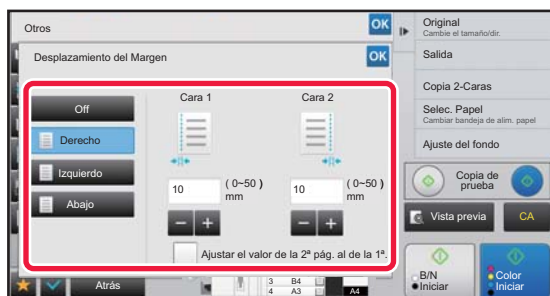 Otros
OK
Desplazamiento del Margen
OK
Off
Derecho
Izquierdo
Abajo
Cara 1
Cara 2
10
( 0~50 )
mm
10
( 0~50 )
mm
Ajustar el valor de la 2ª pág. al de la 1ª.
Atrás
3 B4
4 A3
A4
Original
Cambie el tamaño/dir.
Salida
Copia 2-Caras
Selec. Papel
Cambiar bandeja de alim. papel
Ajuste del fondo
Copia de
prueba
Vista previa
CA
B/N
Iniciar
Color
Iniciar